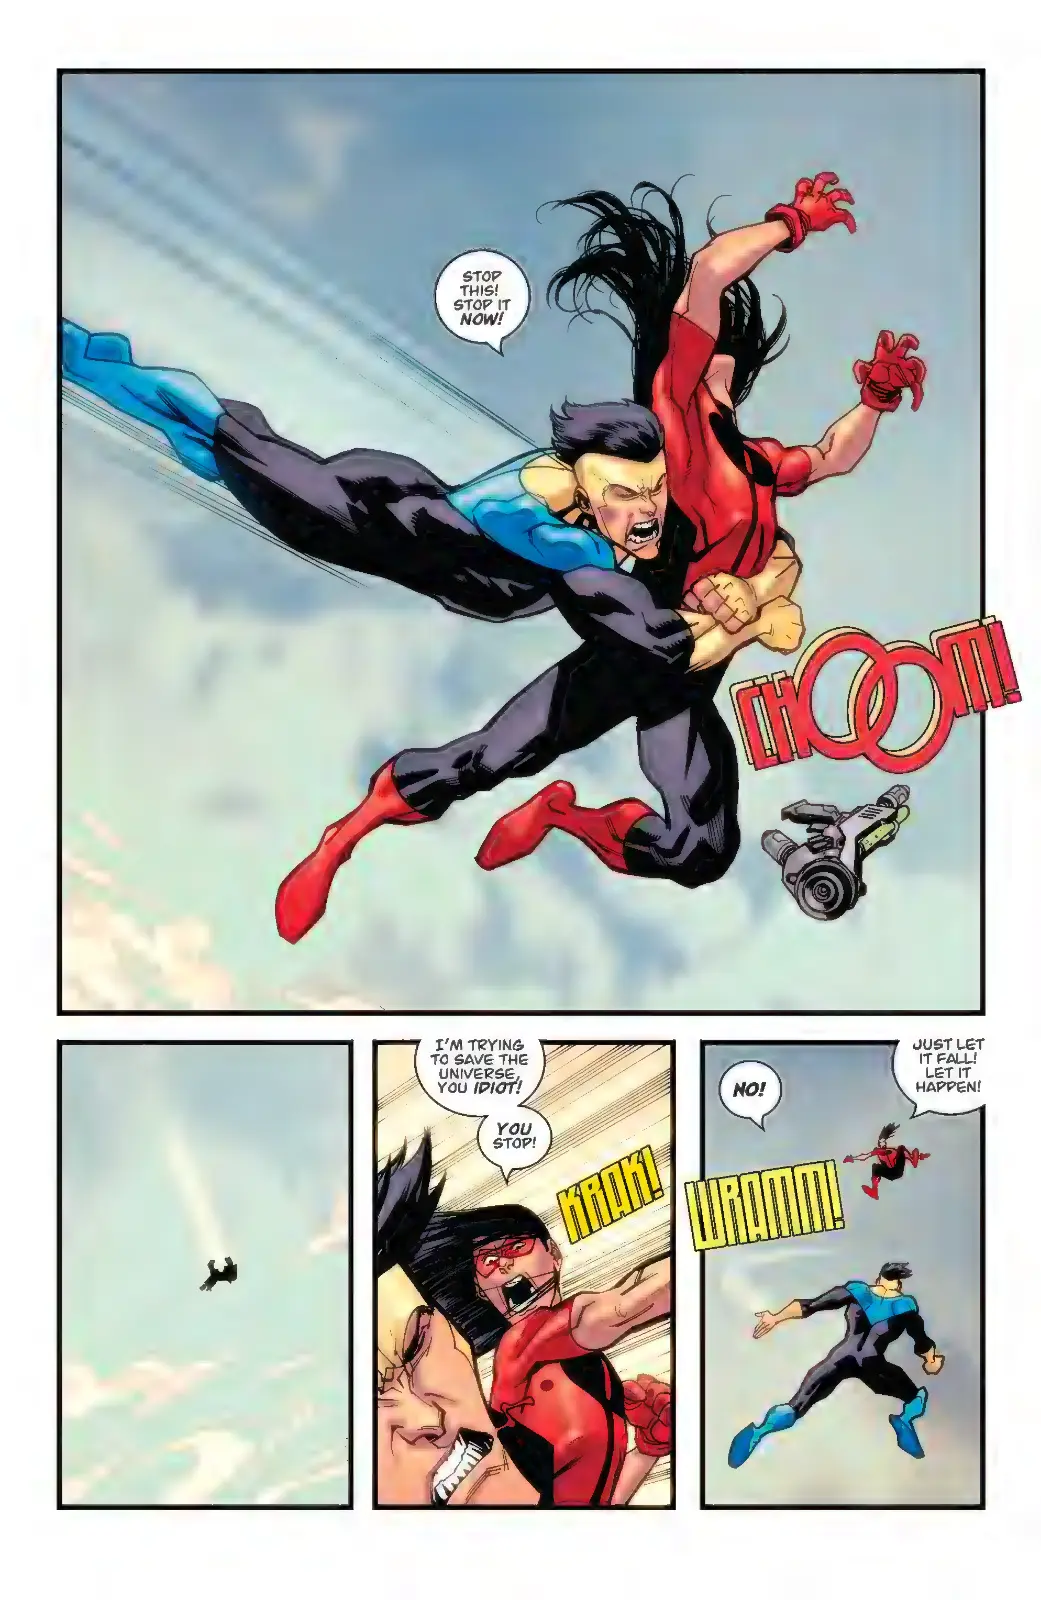 STOP
THIS!
STOP IT
NOW!
CHOOM!
I'M TRYING
TO SAVE THE
UNIVERSE,
YOU IDIOT!
YOU
STOP!
KRAK!
NO!
JUST LET
IT FALL!
LET IT
HAPPEN!
WRAMM!